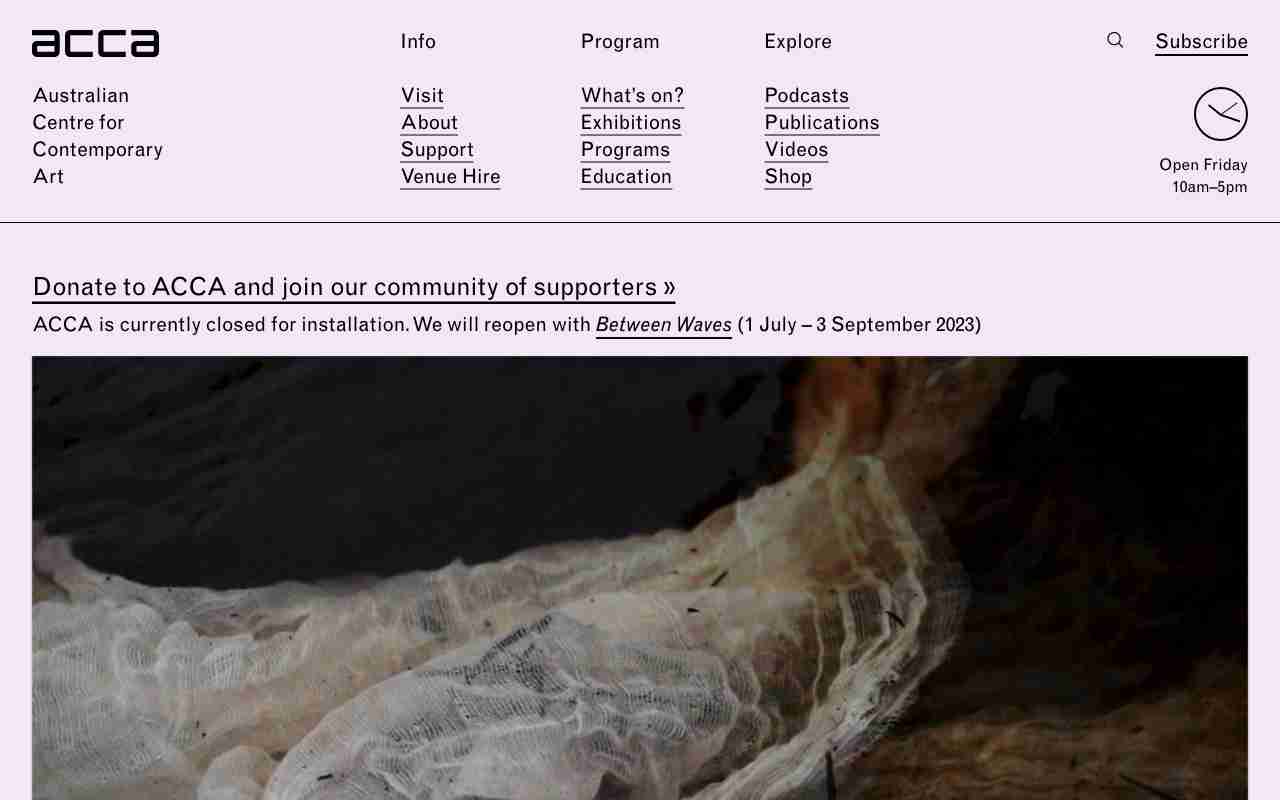 acca
Australian
Centre for
Contemporary
Art
Info
Visit
About
Support
Venue Hire
Program
What's on?
Exhibitions
Programs
Education
Explore
Podcasts
Publications
Videos
Shop
Subscribe
Open Friday
10am–5pm
Donate to ACCA and join our community of supporters »
ACCA is currently closed for installation. We will reopen with Between Waves (1 July – 3 September 2023)